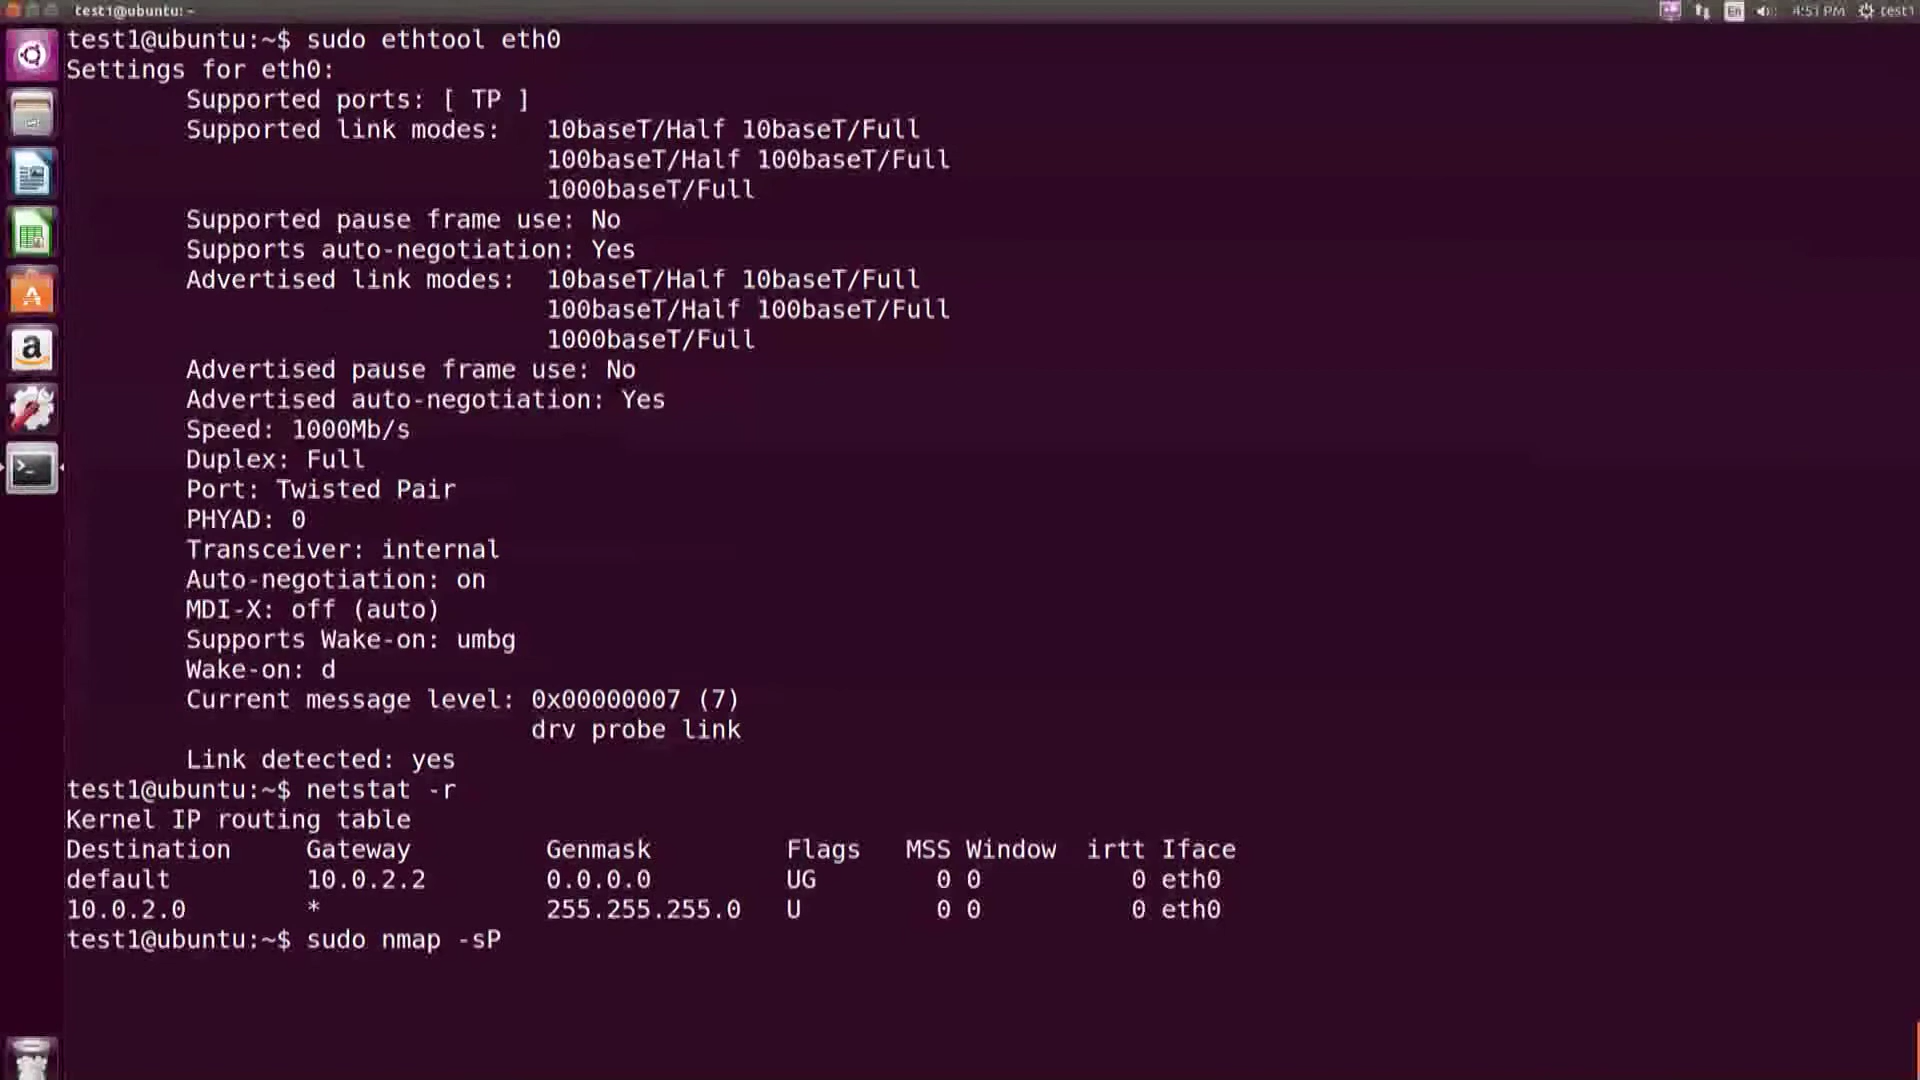 test1@ubuntu: ~
En 4:51 PM test1
test1@ubuntu:~$ sudo ethtool eth0
Settings for eth0:
Supported ports: [ TP ]
Supported link modes: 10baseT/Half 10baseT/Full
100baseT/Half 100baseT/Full
1000baseT/Full
Supported pause frame use: No
Supports auto-negotiation: Yes
Advertised link modes: 10baseT/Half 10baseT/Full
100baseT/Half 100baseT/Full
1000baseT/Full
Advertised pause frame use: No
Advertised auto-negotiation: Yes
Speed: 1000Mb/s
Duplex: Full
Port: Twisted Pair
PHYAD: 0
Transceiver: internal
Auto-negotiation: on
MDI-X: off (auto)
Supports Wake-on: umbg
Wake-on: d
Current message level: 0x00000007 (7)
drv probe link
Link detected: yes
test1@ubuntu:~$ netstat -r
Kernel IP routing table
Destination Gateway Genmask Flags MSS Window irtt Iface
default 10.0.2.2 0.0.0.0 UG 0 0 0 eth0
10.0.2.0 * 255.255.255.0 U 0 0 0 eth0
test1@ubuntu:~$ sudo nmap -sP